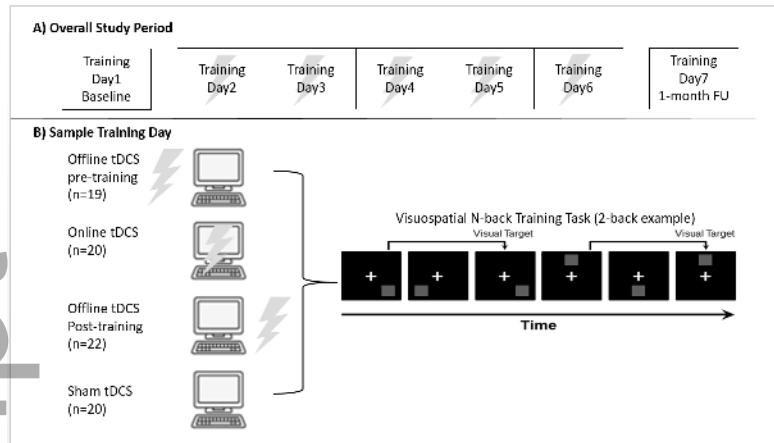 A) Overall Study Period
Training
Day1
Baseline
Training
Day2
Training
Day3
Training
Day4
Training
Day5
Training
Day6
Training
Day7
1-month FU
B) Sample Training Day
Offline tDCS
pre-training
(n=19)
Online tDCS
(n=20)
Offline tDCS
Post-training
(n=22)
Sham tDCS
(n=20)
Visuospatial N-back Training Task (2-back example)
Visual Target
Visual Target
Time